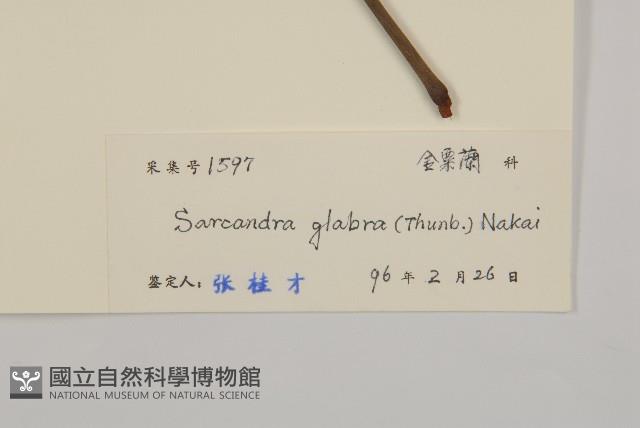 采集号 1597 金粟蘭 科
Sarcandra glabra (Thunb.) Nakai
鉴定人: 张桂才 96 年 2 月 26 日
國立自然科學博物館
NATIONAL MUSEUM OF NATURAL SCIENCE